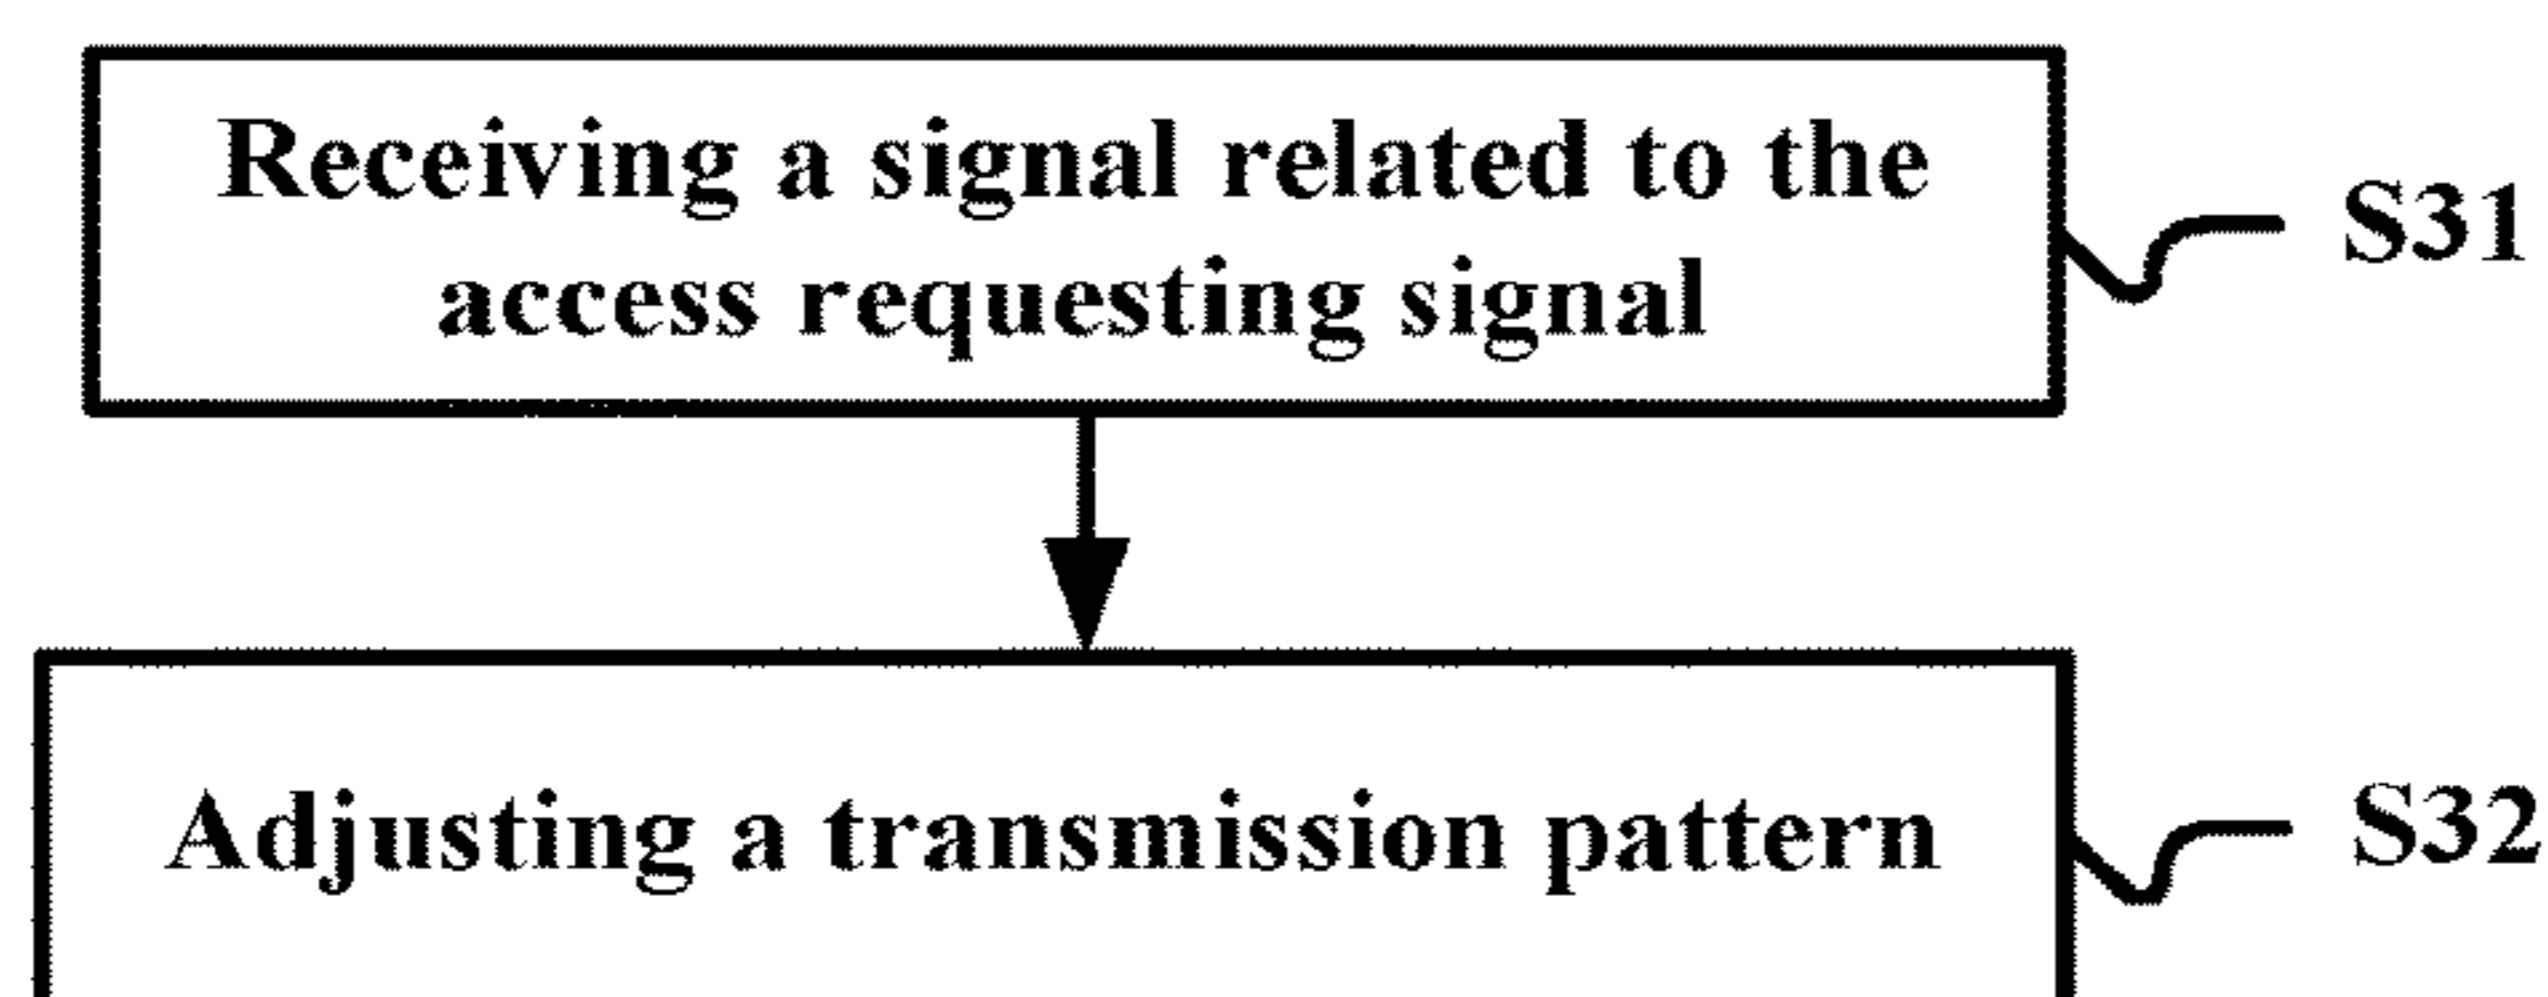 Receiving a signal related to the
access requesting signal
S31
Adjusting a transmission pattern
S32